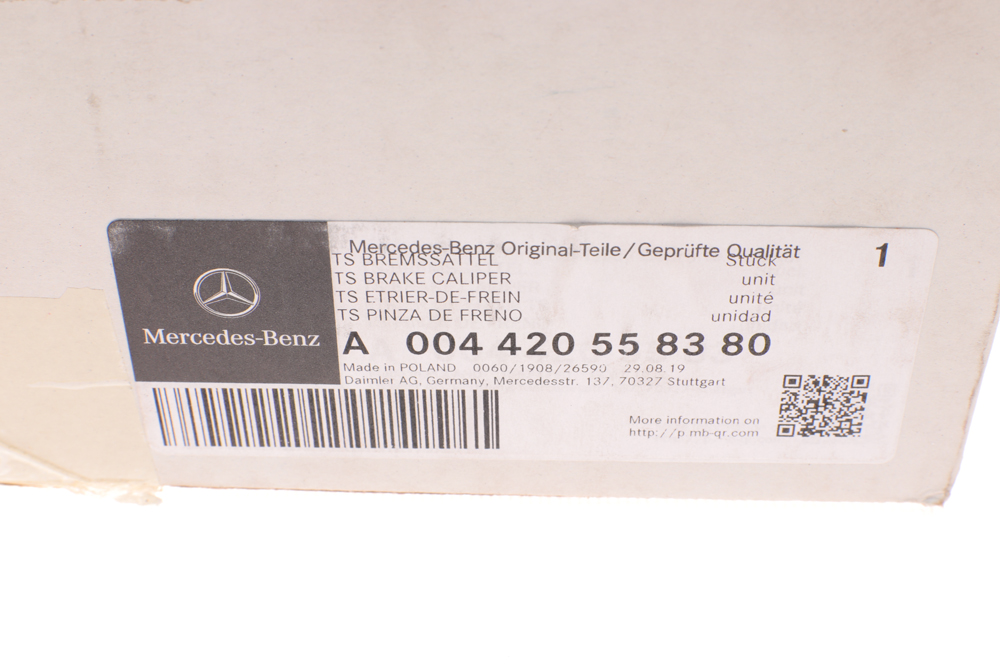 Mercedes-Benz
Mercedes-Benz Original-Teile/Geprüfte Qualität 1
TS BREMSSATTEL Stück
TS BRAKE CALIPER unit
TS ETRIER-DE-FREIN unité
TS PINZA DE FRENO unidad
A 004 420 55 83 80
Made in POLAND 0060/1908/26590 29.08.19
Daimler AG, Germany, Mercedesstr. 137, 70327 Stuttgart
More information on
http://p.mb-qr.com